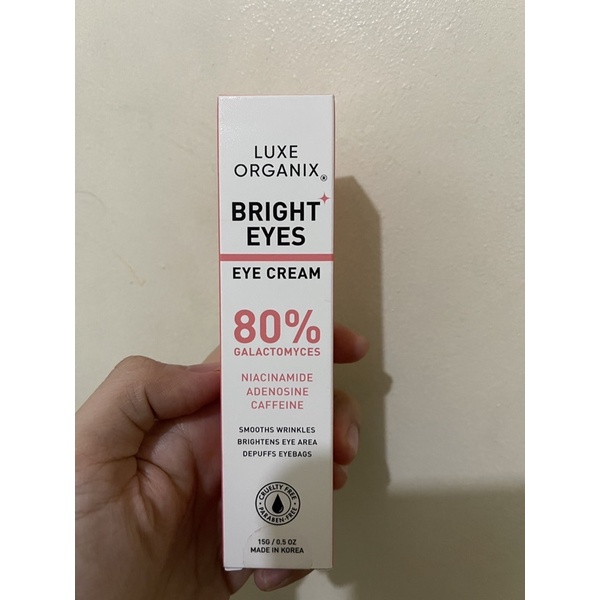 LUXE
ORGANIX®
BRIGHT
EYES
EYE CREAM
80%
GALACTOMYCES
NIACINAMIDE
ADENOSINE
CAFFEINE
SMOOTHS WRINKLES
BRIGHTENS EYE AREA
DEPUFFS EYEBAGS
CRUELTY FREE
PARABEN-FREE
15G / 0.5 OZ
MADE IN KOREA